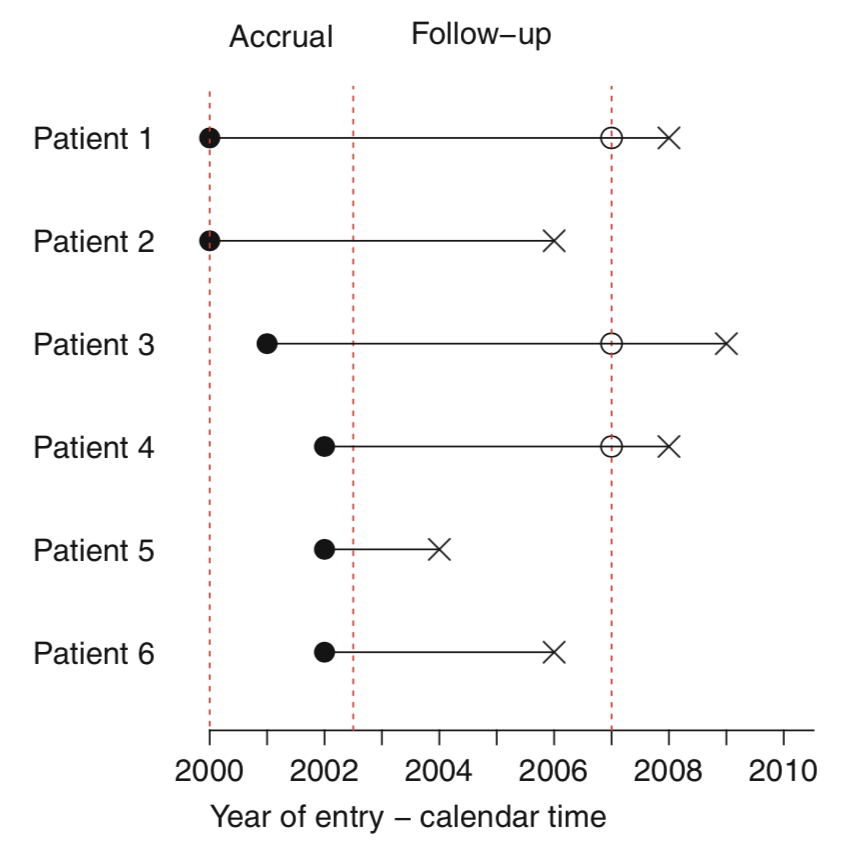 Accrual Follow–up
Patient 1
Patient 2
Patient 3
Patient 4
Patient 5
Patient 6
2000 2002 2004 2006 2008 2010
Year of entry – calendar time